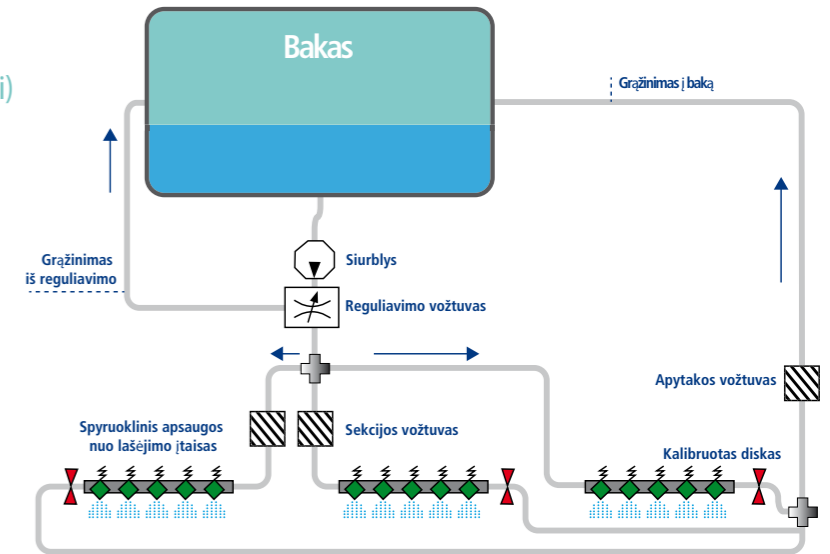 Bakas
i)
Grąžinimas į baką
Grąžinimas
iš reguliavimo
Siurblys
Reguliavimo vožtuvas
Apytakos vožtuvas
Spyruoklinis apsaugos
nuo lašėjimo įtaisas
Sekcijos vožtuvas
Kalibruotas diskas